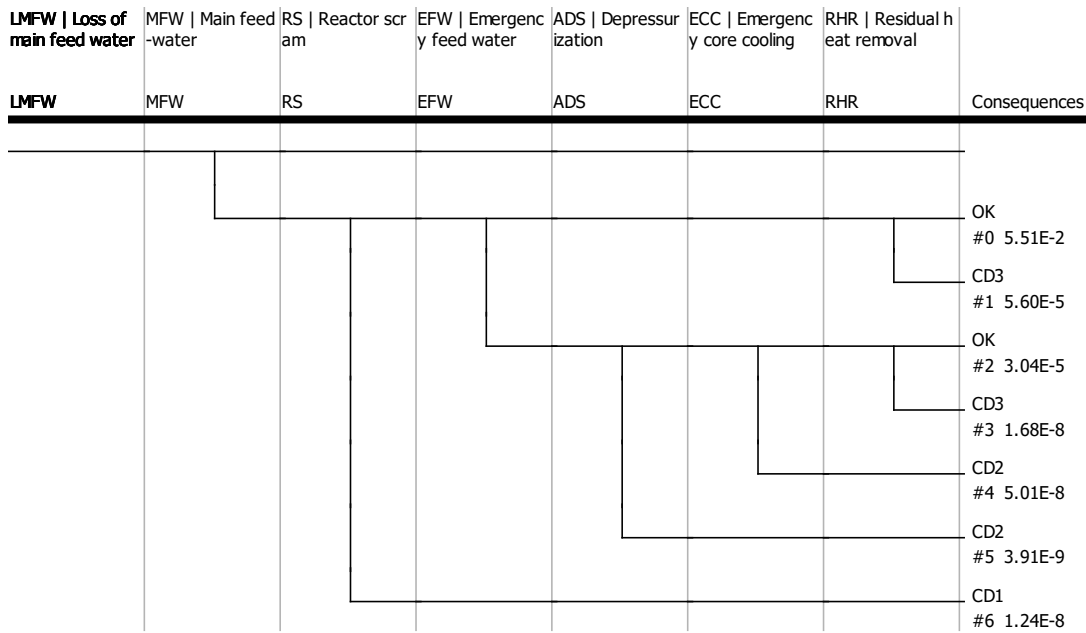 LMFW | Loss of
main feed water
MFW | Main feed
-water
RS | Reactor scr
am
EFW | Emergenc
y feed water
ADS | Depressur
ization
ECC | Emergenc
y core cooling
RHR | Residual h
eat removal
LMFW MFW RS EFW ADS ECC RHR Consequences
OK
#0 5.51E-2
CD3
#1 5.60E-5
OK
#2 3.04E-5
CD3
#3 1.68E-8
CD2
#4 5.01E-8
CD2
#5 3.91E-9
CD1
#6 1.24E-8